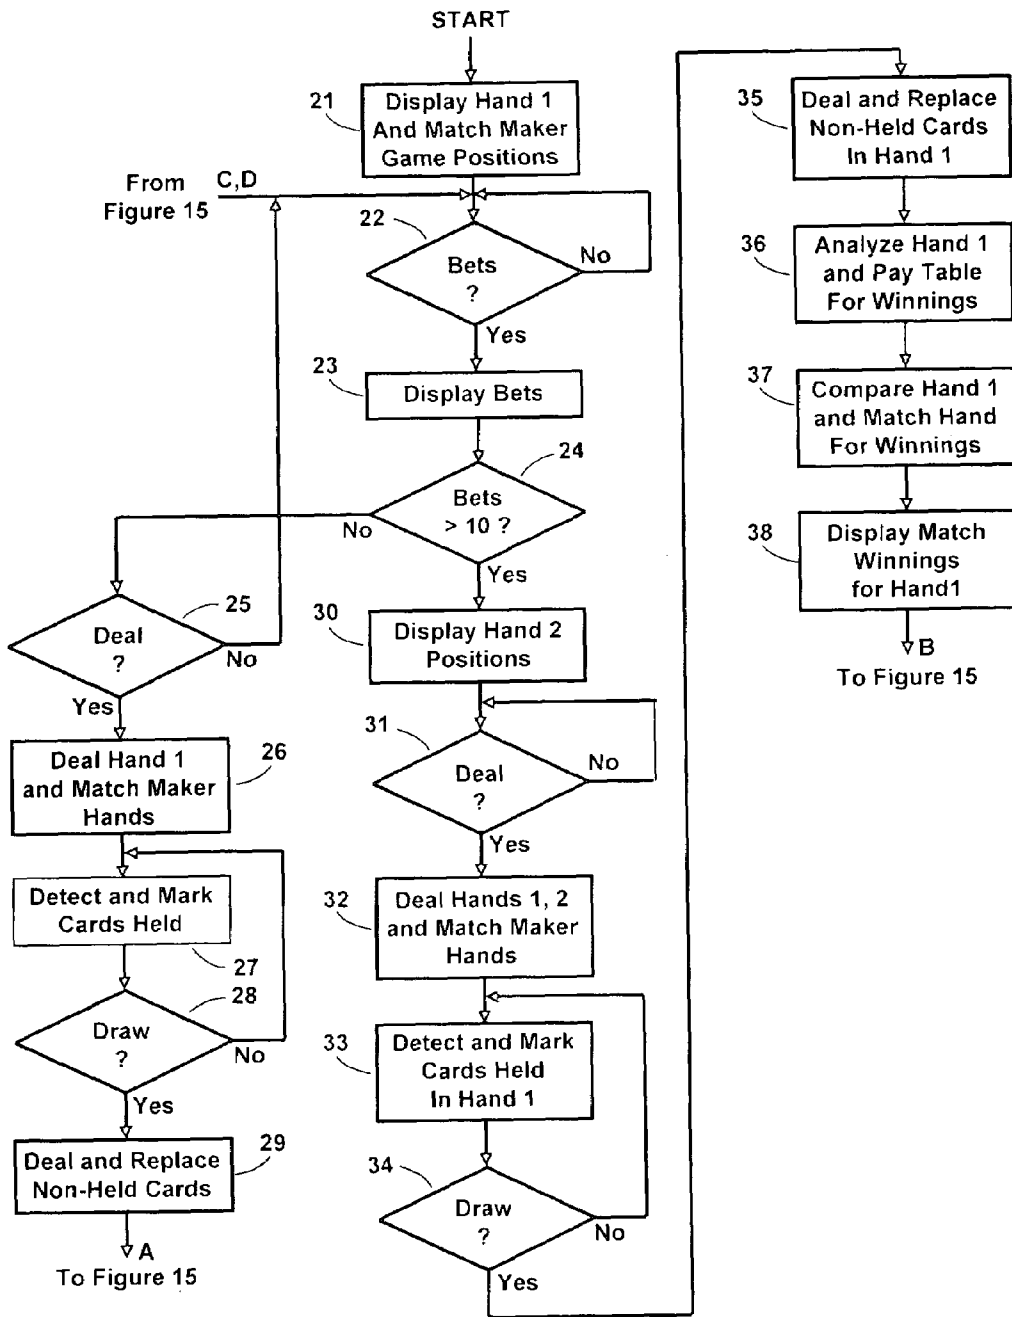 START
21
Display Hand 1
And Match Maker
Game Positions
From
Figure 15
C,D
22
Bets
?
No
Yes
23
Display Bets
24
Bets
> 10 ?
No
Yes
25
Deal
?
No
Yes
26
Deal Hand 1
and Match Maker
Hands
Detect and Mark
Cards Held
27
28
Draw
?
No
Yes
29
Deal and Replace
Non-Held Cards
A
To Figure 15
30
Display Hand 2
Positions
31
Deal
?
No
Yes
32
Deal Hands 1, 2
and Match Maker
Hands
33
Detect and Mark
Cards Held
In Hand 1
34
Draw
?
No
Yes
35
Deal and Replace
Non-Held Cards
In Hand 1
36
Analyze Hand 1
and Pay Table
For Winnings
37
Compare Hand 1
and Match Hand
For Winnings
38
Display Match
Winnings
for Hand1
B
To Figure 15